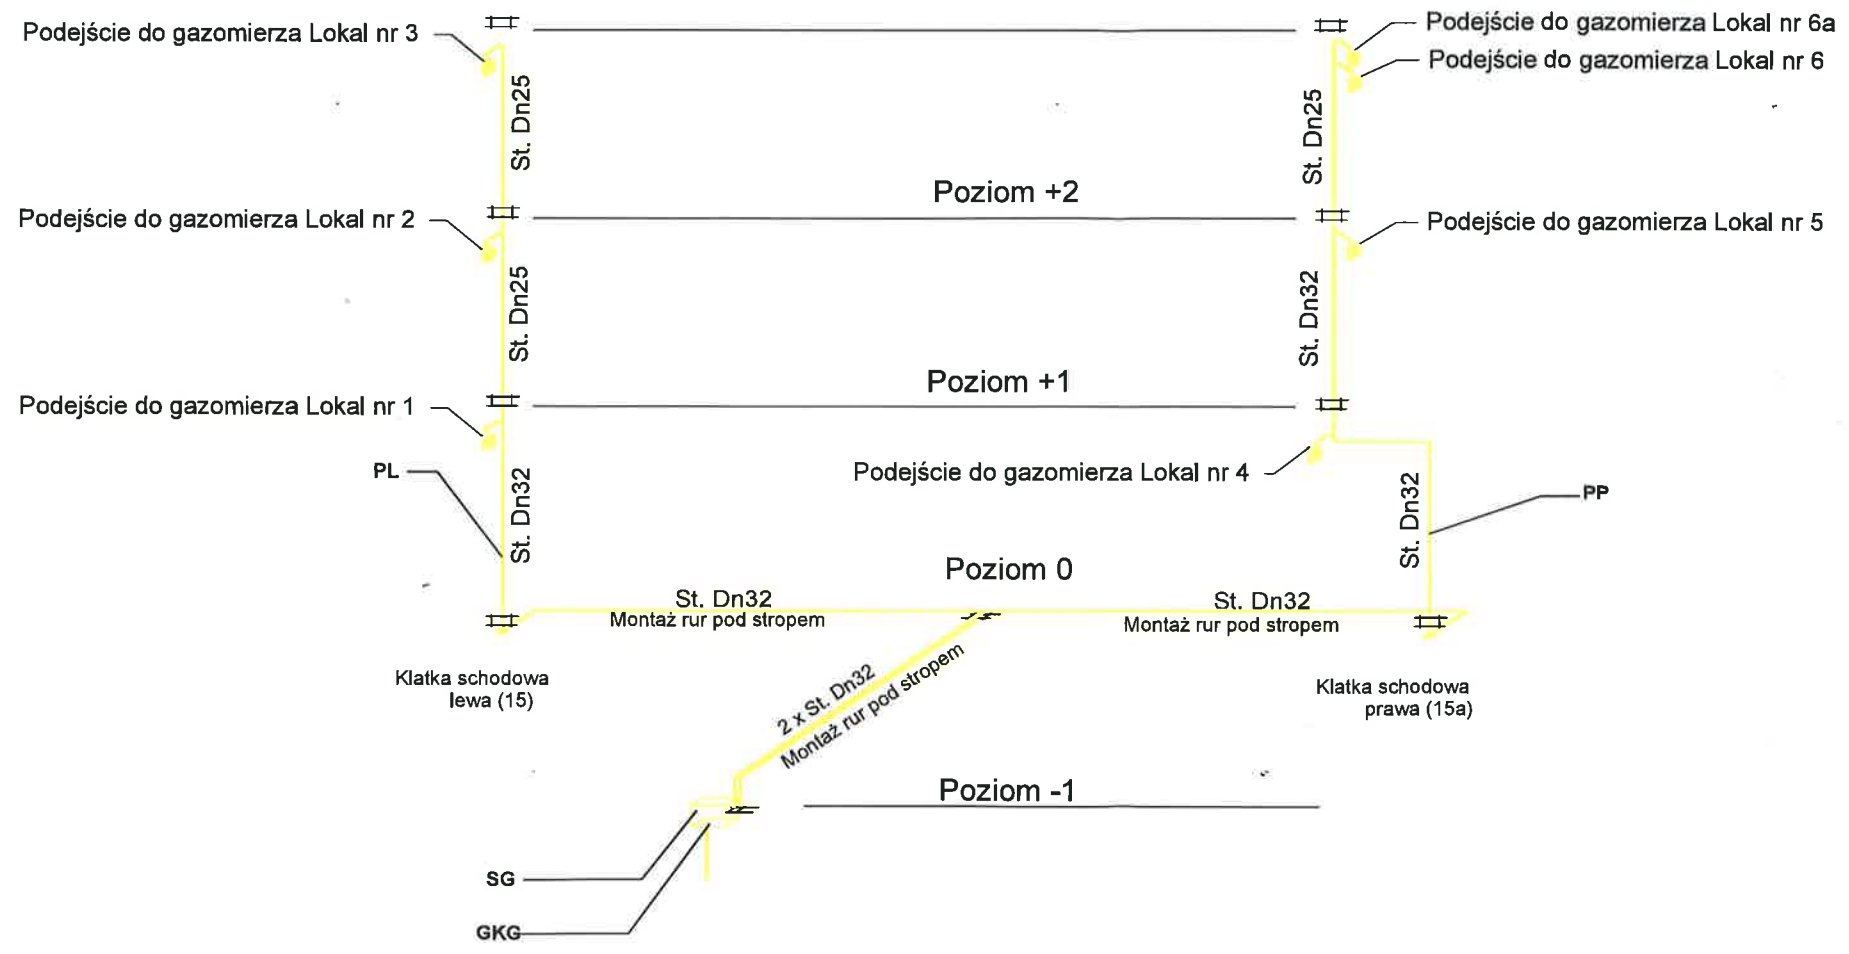 Podejście do gazomierza Lokal nr 3
Podejście do gazomierza Lokal nr 6a
Podejście do gazomierza Lokal nr 6
St. Dn25
St. Dn25
Poziom +2
Podejście do gazomierza Lokal nr 2
Podejście do gazomierza Lokal nr 5
St. Dn25
St. Dn32
Poziom +1
Podejście do gazomierza Lokal nr 1
Podejście do gazomierza Lokal nr 4
PL
St. Dn32
St. Dn32
PP
Poziom 0
St. Dn32
Montaż rur pod stropem
St. Dn32
Montaż rur pod stropem
2 x St. Dn32
Montaż rur pod stropem
Klatka schodowa
lewa (15)
Klatka schodowa
prawa (15a)
Poziom -1
SG
GKG